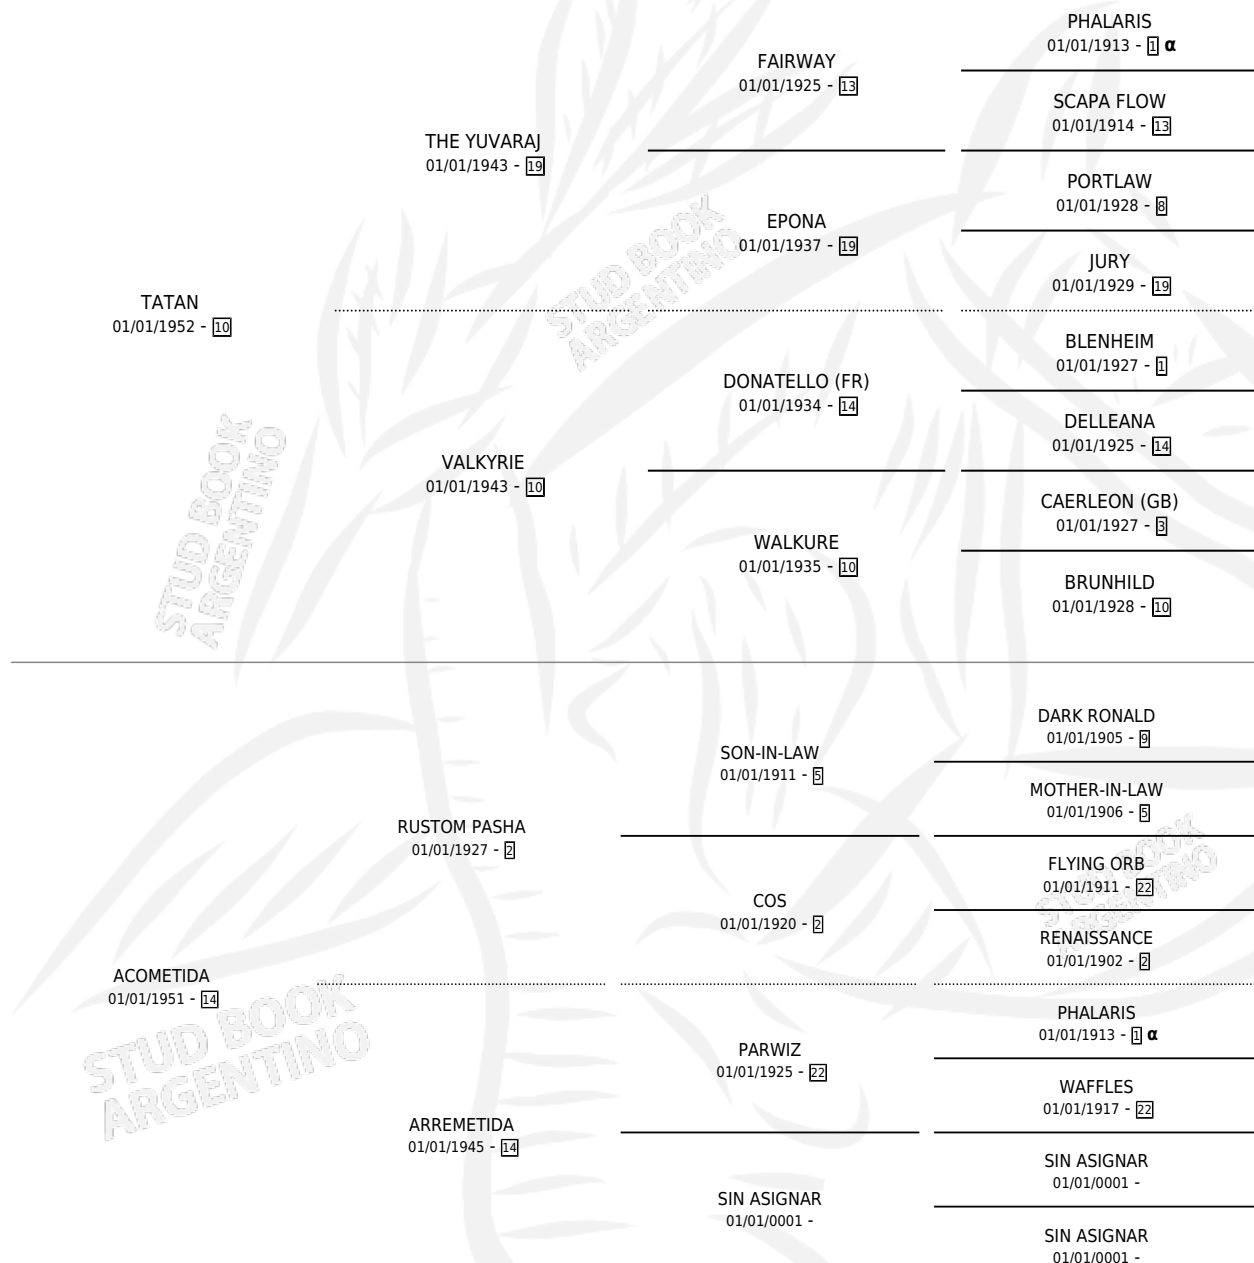 PHALARIS
01/01/1913 - 1 α
FAIRWAY
01/01/1925 - 13
SCAPA FLOW
01/01/1914 - 13
THE YUVARAJ
01/01/1943 - 19
PORTLAW
01/01/1928 - 8
EPONA
01/01/1937 - 19
JURY
01/01/1929 - 19
TATAN
01/01/1952 - 10
BLENHEIM
01/01/1927 - 1
DONATELLO (FR)
01/01/1934 - 14
DELLEANA
01/01/1925 - 14
VALKYRIE
01/01/1943 - 10
CAERLEON (GB)
01/01/1927 - 3
WALKURE
01/01/1935 - 10
BRUNHILD
01/01/1928 - 10
DARK RONALD
01/01/1905 - 9
SON-IN-LAW
01/01/1911 - 5
MOTHER-IN-LAW
01/01/1906 - 5
RUSTOM PASHA
01/01/1927 - 2
FLYING ORB
01/01/1911 - 22
COS
01/01/1920 - 2
RENAISSANCE
01/01/1902 - 2
ACOMETIDA
01/01/1951 - 14
PHALARIS
01/01/1913 - 1 α
PARWIZ
01/01/1925 - 22
WAFFLES
01/01/1917 - 22
ARREMETIDA
01/01/1945 - 14
SIN ASIGNAR
01/01/0001 -
SIN ASIGNAR
01/01/0001 -
SIN ASIGNAR
01/01/0001 -
STUD BOOK
ARGENTINO
STUD BOOK
ARGENTINO
STUD BOOK
ARGENTINO
STUD BOOK
ARGENTINO